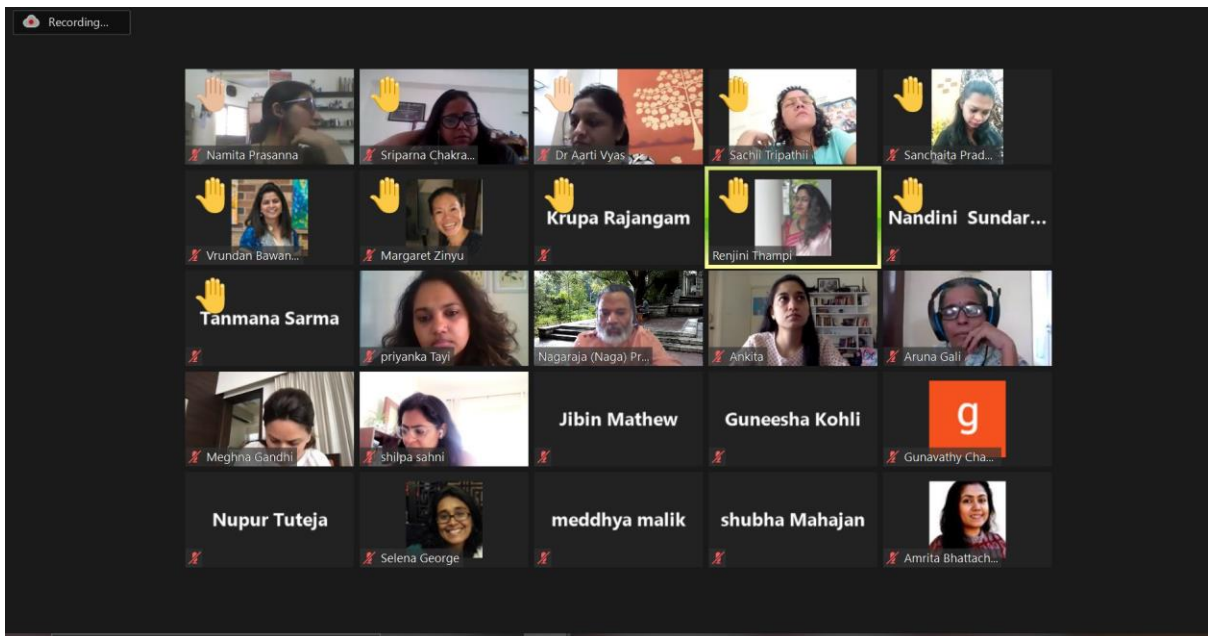 Recording...
Namita Prasanna
Sriparna Chakra...
Dr Aarti Vyas
Sachii Tripathii
Sanchaita Prad...
Vrundan Bawan...
Margaret Zinyu
Krupa Rajangam
Renjini Thampi
Nandini Sundar...
Tanmana Sarma
priyanka Tayi
Nagaraja (Naga) Pr...
Ankita
Aruna Gali
Meghna Gandhi
shilpa sahni
Jibin Mathew
Guneesha Kohli
g
Gunavathy Cha...
Nupur Tuteja
Selena George
meddhya malik
shubha Mahajan
Amrita Bhattach...